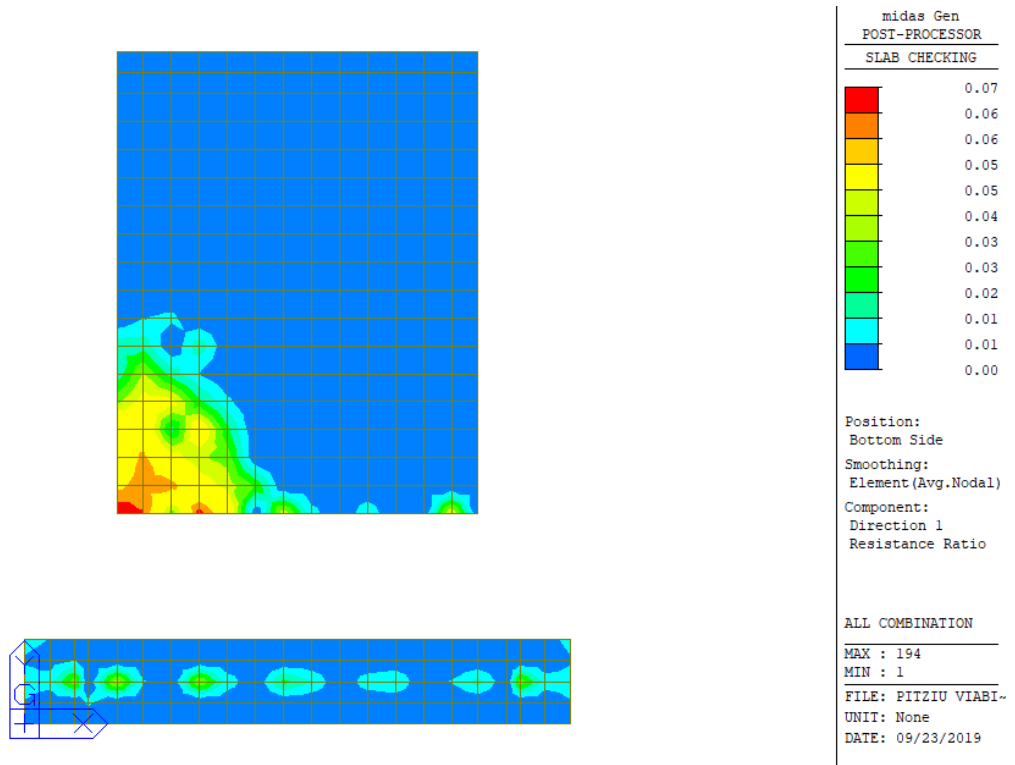 midas Gen
POST-PROCESSOR
SLAB CHECKING
0.07
0.06
0.06
0.05
0.05
0.04
0.03
0.03
0.02
0.01
0.01
0.00
Position:
Bottom Side
Smoothing:
Element(Avg.Nodal)
Component:
Direction 1
Resistance Ratio
ALL COMBINATION
MAX : 194
MIN : 1
FILE: PITZIU VIABI~
UNIT: None
DATE: 09/23/2019
Y
G
X